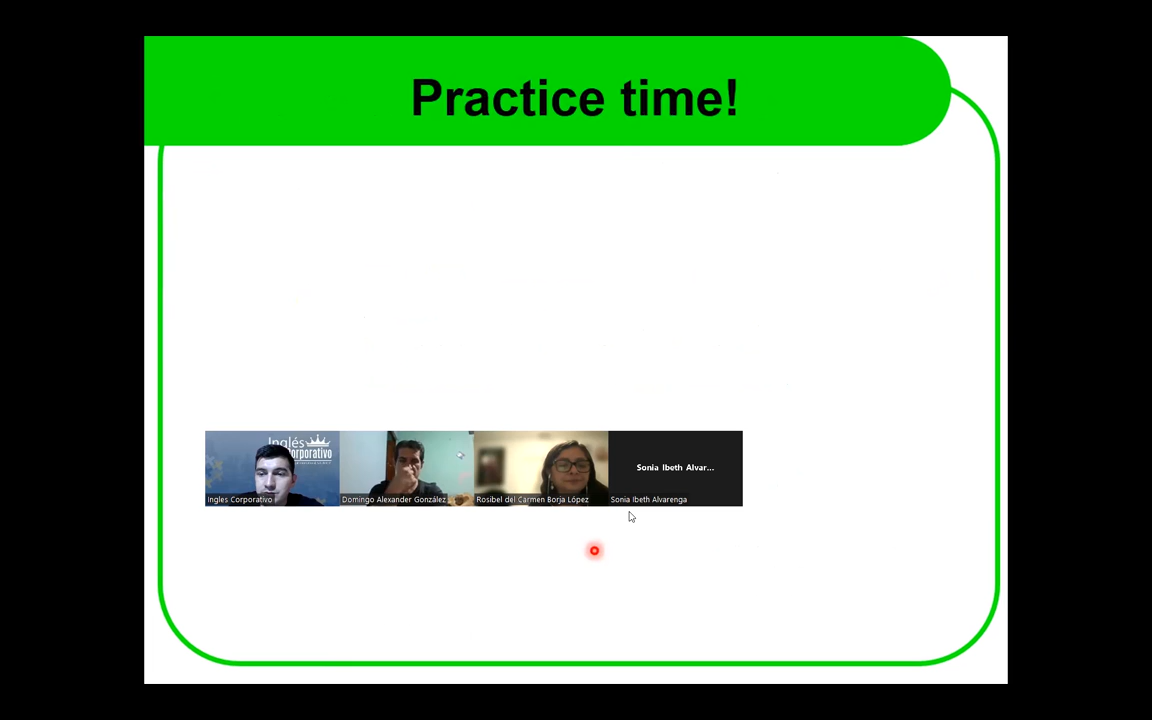 Practice time!
Inglés
Corporativo
Ingles Corporativo
Domingo Alexander González
Rosibel del Carmen Borja López
Sonia Ibeth Alvar...
Sonia Ibeth Alvarenga